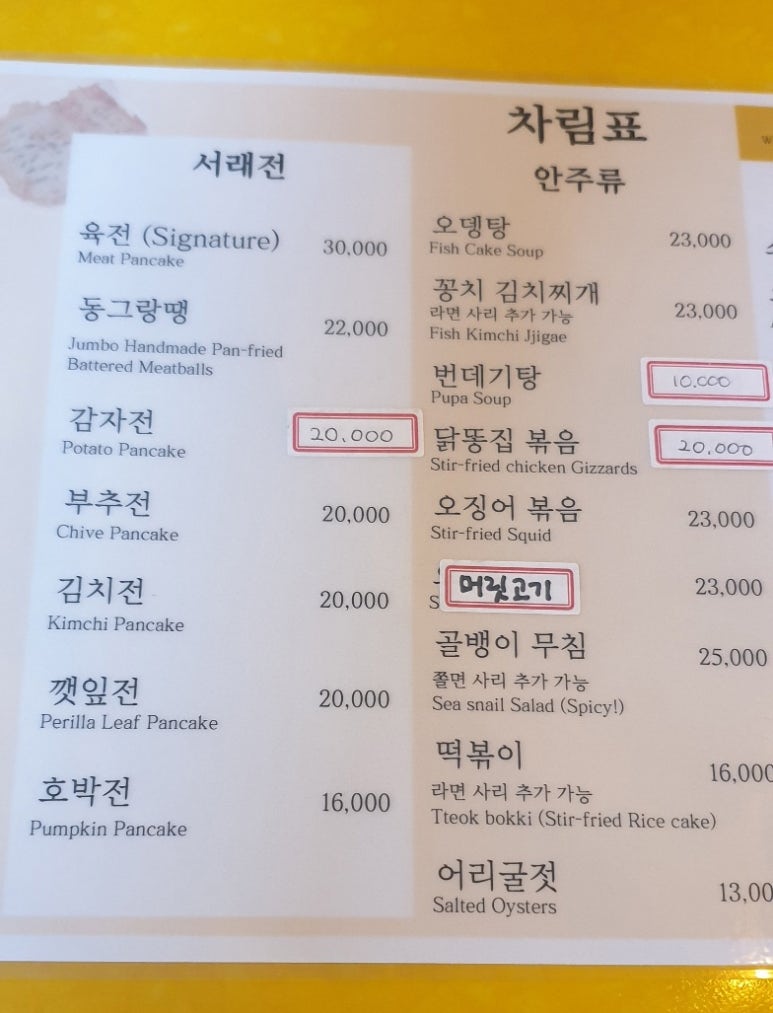 차림표
서래전
육전 (Signature) 30,000
Meat Pancake
동그랑땡 22,000
Jumbo Handmade Pan-fried
Battered Meatballs
감자전 20,000
Potato Pancake
부추전 20,000
Chive Pancake
김치전 20,000
Kimchi Pancake
깻잎전 20,000
Perilla Leaf Pancake
호박전 16,000
Pumpkin Pancake
안주류
오뎅탕 23,000
Fish Cake Soup
꽁치 김치찌개 23,000
라면 사리 추가 가능
Fish Kimchi Jjigae
번데기탕 10,000
Pupa Soup
닭똥집 볶음 20,000
Stir-fried chicken Gizzards
오징어 볶음 23,000
Stir-fried Squid
머릿고기 23,000
골뱅이 무침 25,000
쫄면 사리 추가 가능
Sea snail Salad (Spicy!)
떡볶이 16,000
라면 사리 추가 가능
Tteok bokki (Stir-fried Rice cake)
어리굴젓 13,00
Salted Oysters